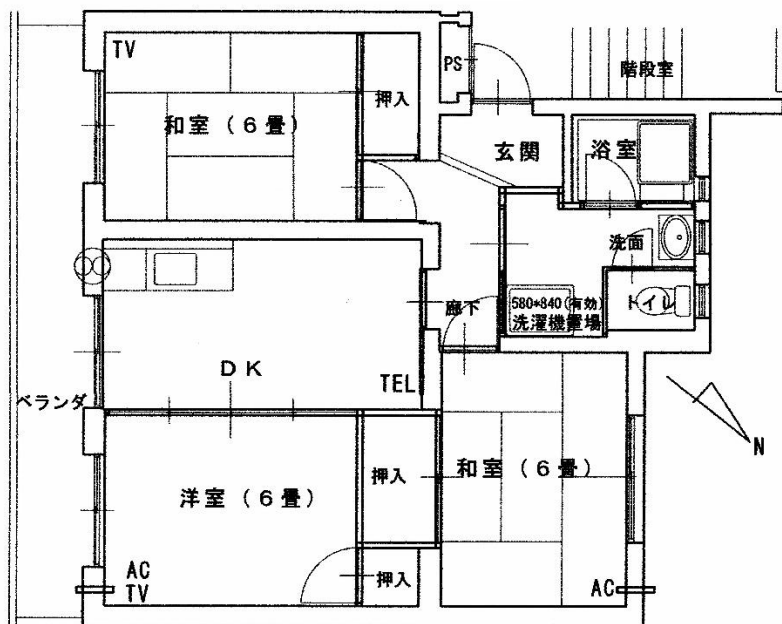 TV
和室（６畳）
押入
PS
階段室
玄関
浴室
洗面
トイレ
580*840(有効)
洗濯機置場
廊下
ＤＫ
TEL
ベランダ
洋室（６畳）
押入
和室（６畳）
N
AC
TV
押入
AC